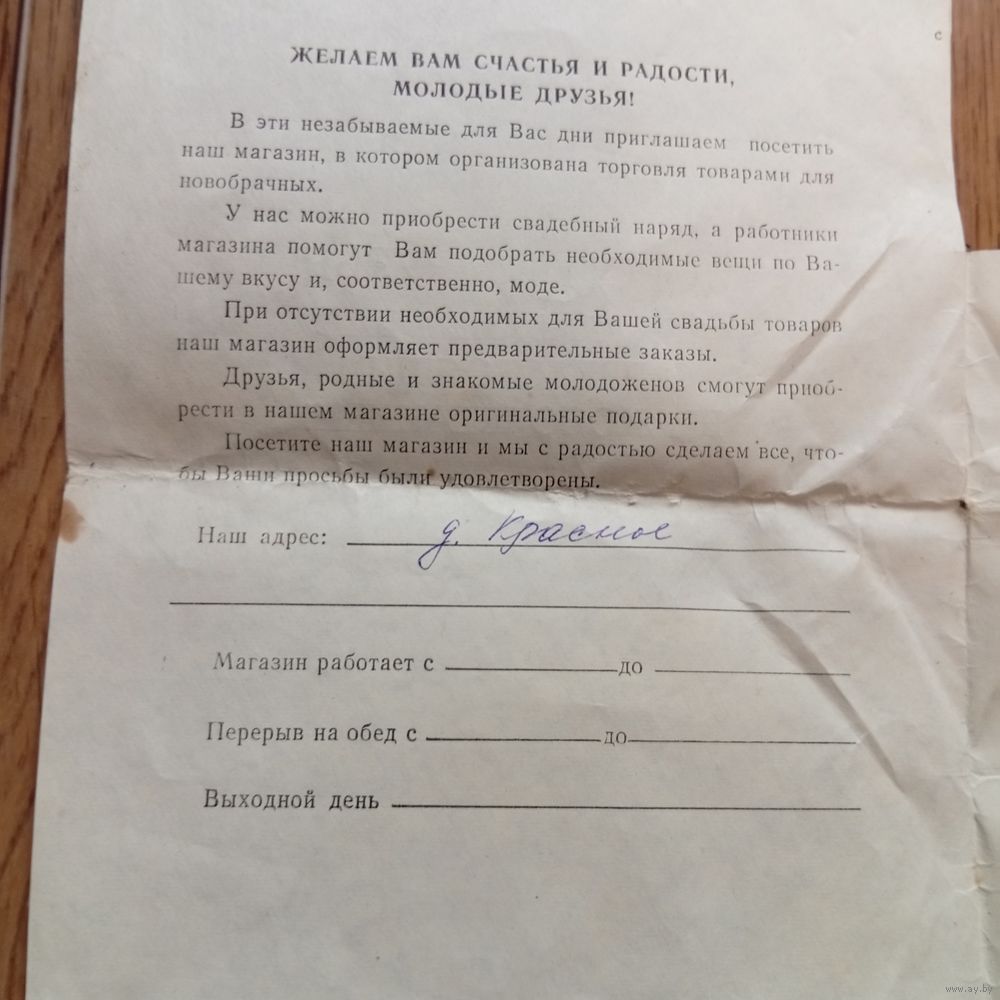 с
ЖЕЛАЕМ ВАМ СЧАСТЬЯ И РАДОСТИ,
МОЛОДЫЕ ДРУЗЬЯ!
В эти незабываемые для Вас дни приглашаем посетить
наш магазин, в котором организована торговля товарами для
новобрачных.
У нас можно приобрести свадебный наряд, а работники
магазина помогут Вам подобрать необходимые вещи по Ва-
шему вкусу и, соответственно, моде.
При отсутствии необходимых для Вашей свадьбы товаров
наш магазин оформляет предварительные заказы.
Друзья, родные и знакомые молодоженов смогут приоб-
рести в нашем магазине оригинальные подарки.
Посетите наш магазин и мы с радостью сделаем все, что-
бы Ваши просьбы были удовлетворены.
Наш адрес: д. Красное
Магазин работает с до
Перерыв на обед с до
Выходной день
www.ay.by